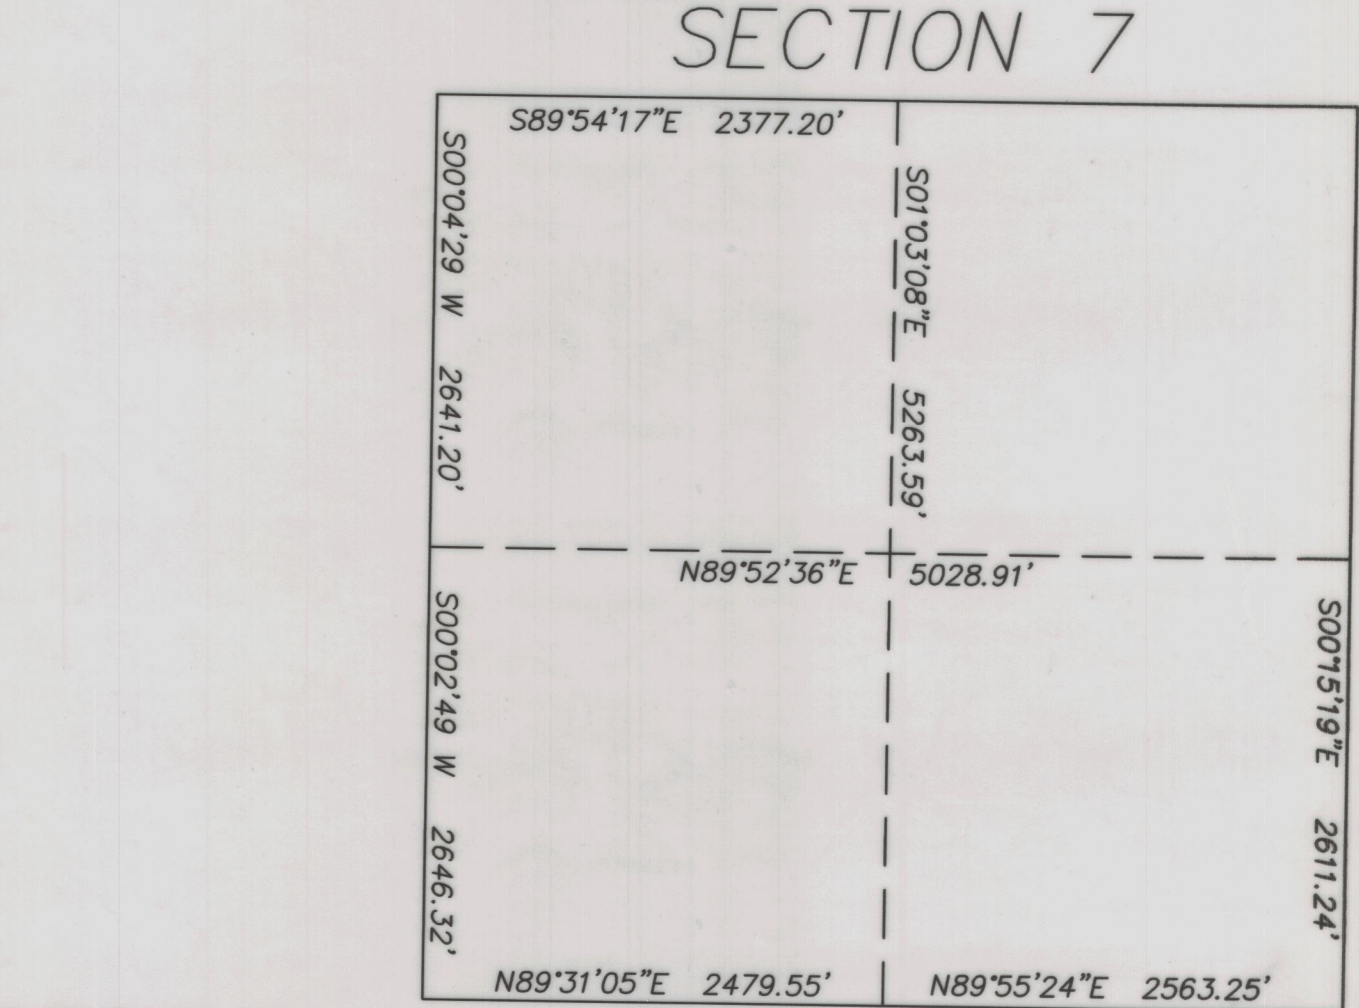 SECTION 7
S89°54'17"E 2377.20'
S00°04'29 W 2641.20'
S01°03'08"E 5263.59'
N89°52'36"E 5028.91'
S00°02'49 W 2646.32'
S00°15'19"E 2611.24'
N89°31'05"E 2479.55'
N89°55'24"E 2563.25'